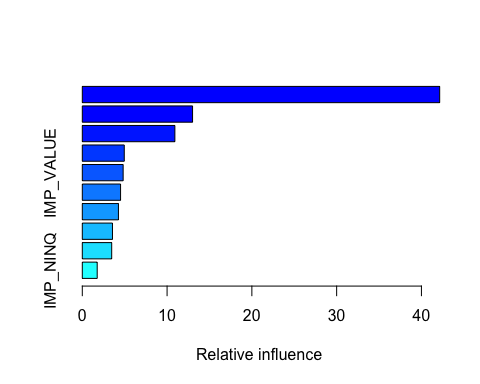 IMP_VALUE
IMP_NINQ
0 10 20 30 40
Relative influence